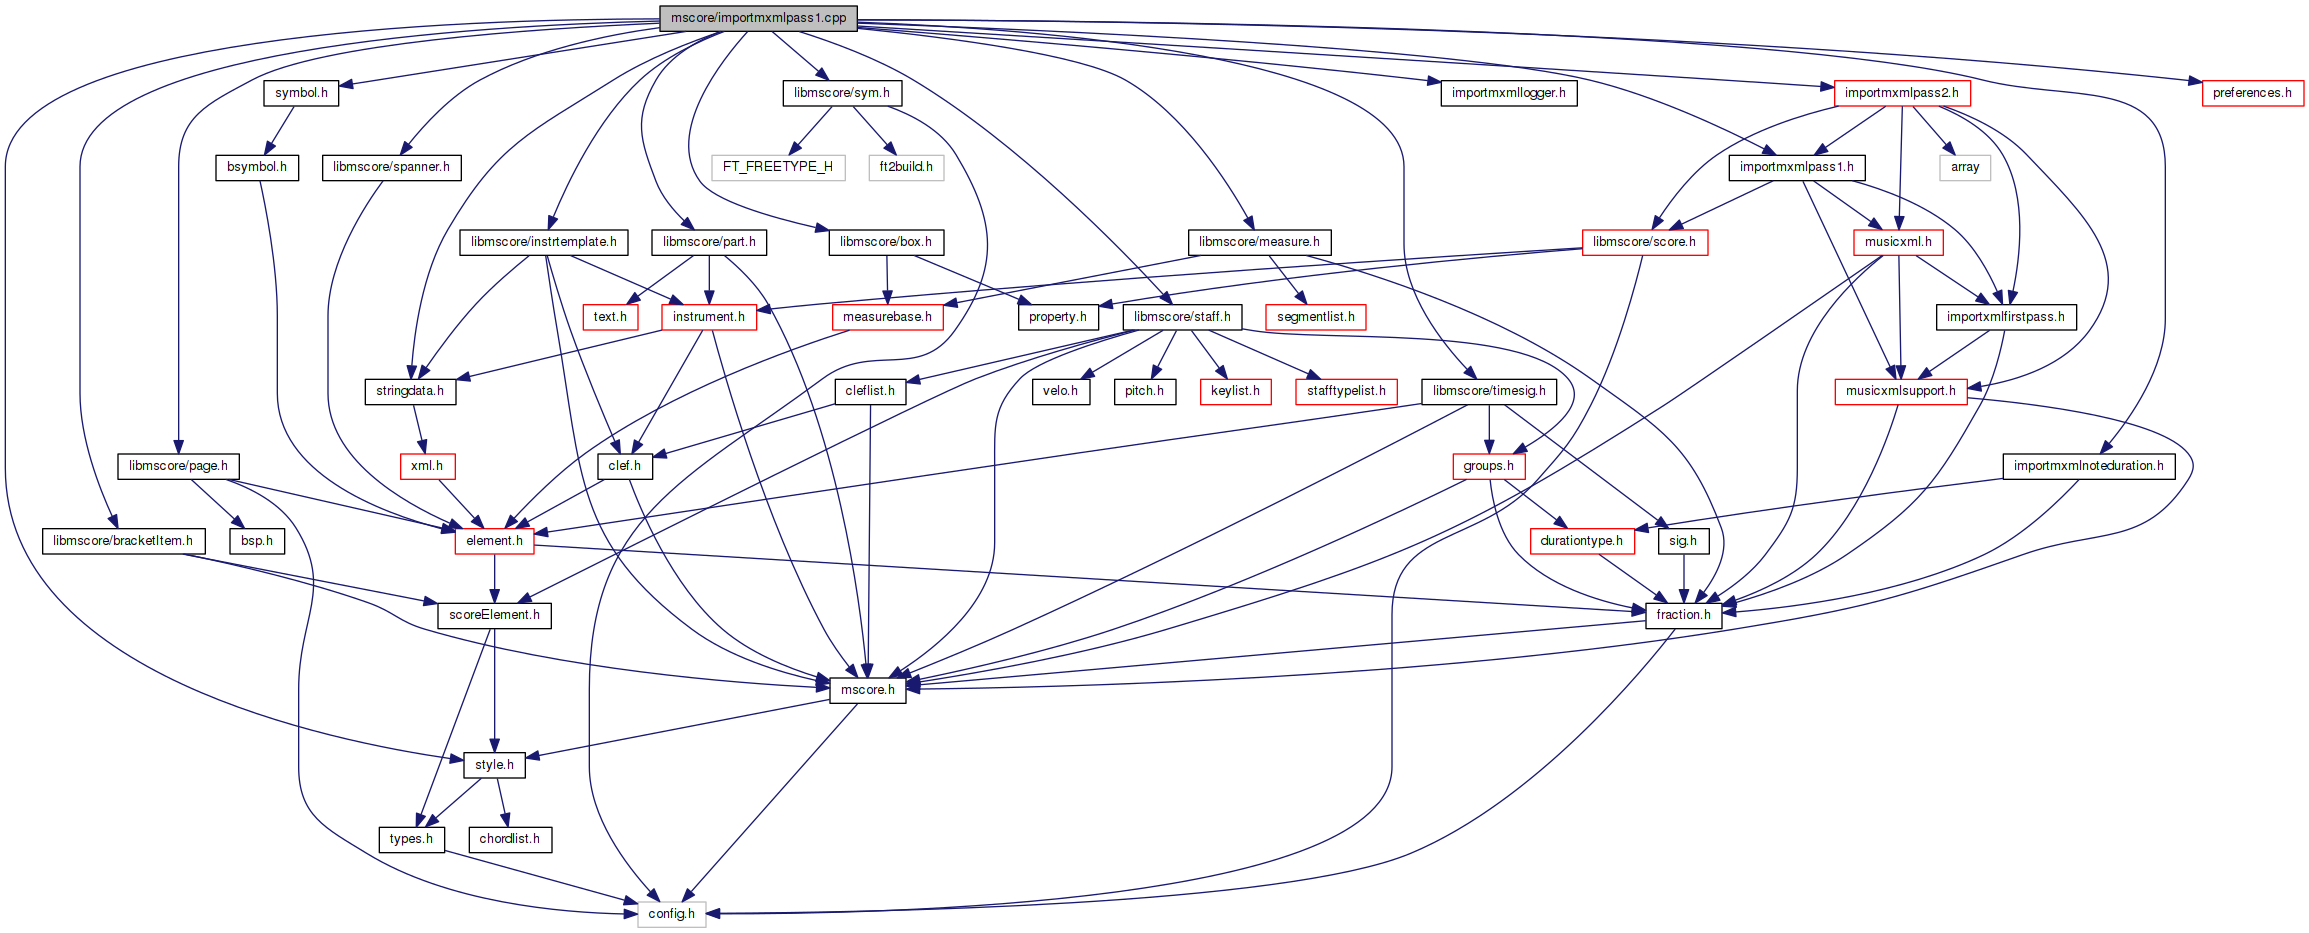 mscore/importmxmlpass1.cpp
symbol.h
libmscore/sym.h
importmxmllogger.h
importmxmlpass2.h
preferences.h
bsymbol.h
libmscore/spanner.h
FT_FREETYPE_H
ft2build.h
importmxmlpass1.h
array
libmscore/instrtemplate.h
libmscore/part.h
libmscore/box.h
libmscore/measure.h
libmscore/score.h
musicxml.h
text.h
instrument.h
measurebase.h
property.h
libmscore/staff.h
segmentlist.h
importxmlfirstpass.h
stringdata.h
cleflist.h
velo.h
pitch.h
keylist.h
stafftypelist.h
libmscore/timesig.h
musicxmlsupport.h
libmscore/page.h
xml.h
clef.h
groups.h
importmxmlnoteduration.h
libmscore/bracketItem.h
bsp.h
element.h
durationtype.h
sig.h
scoreElement.h
fraction.h
mscore.h
style.h
types.h
chordlist.h
config.h